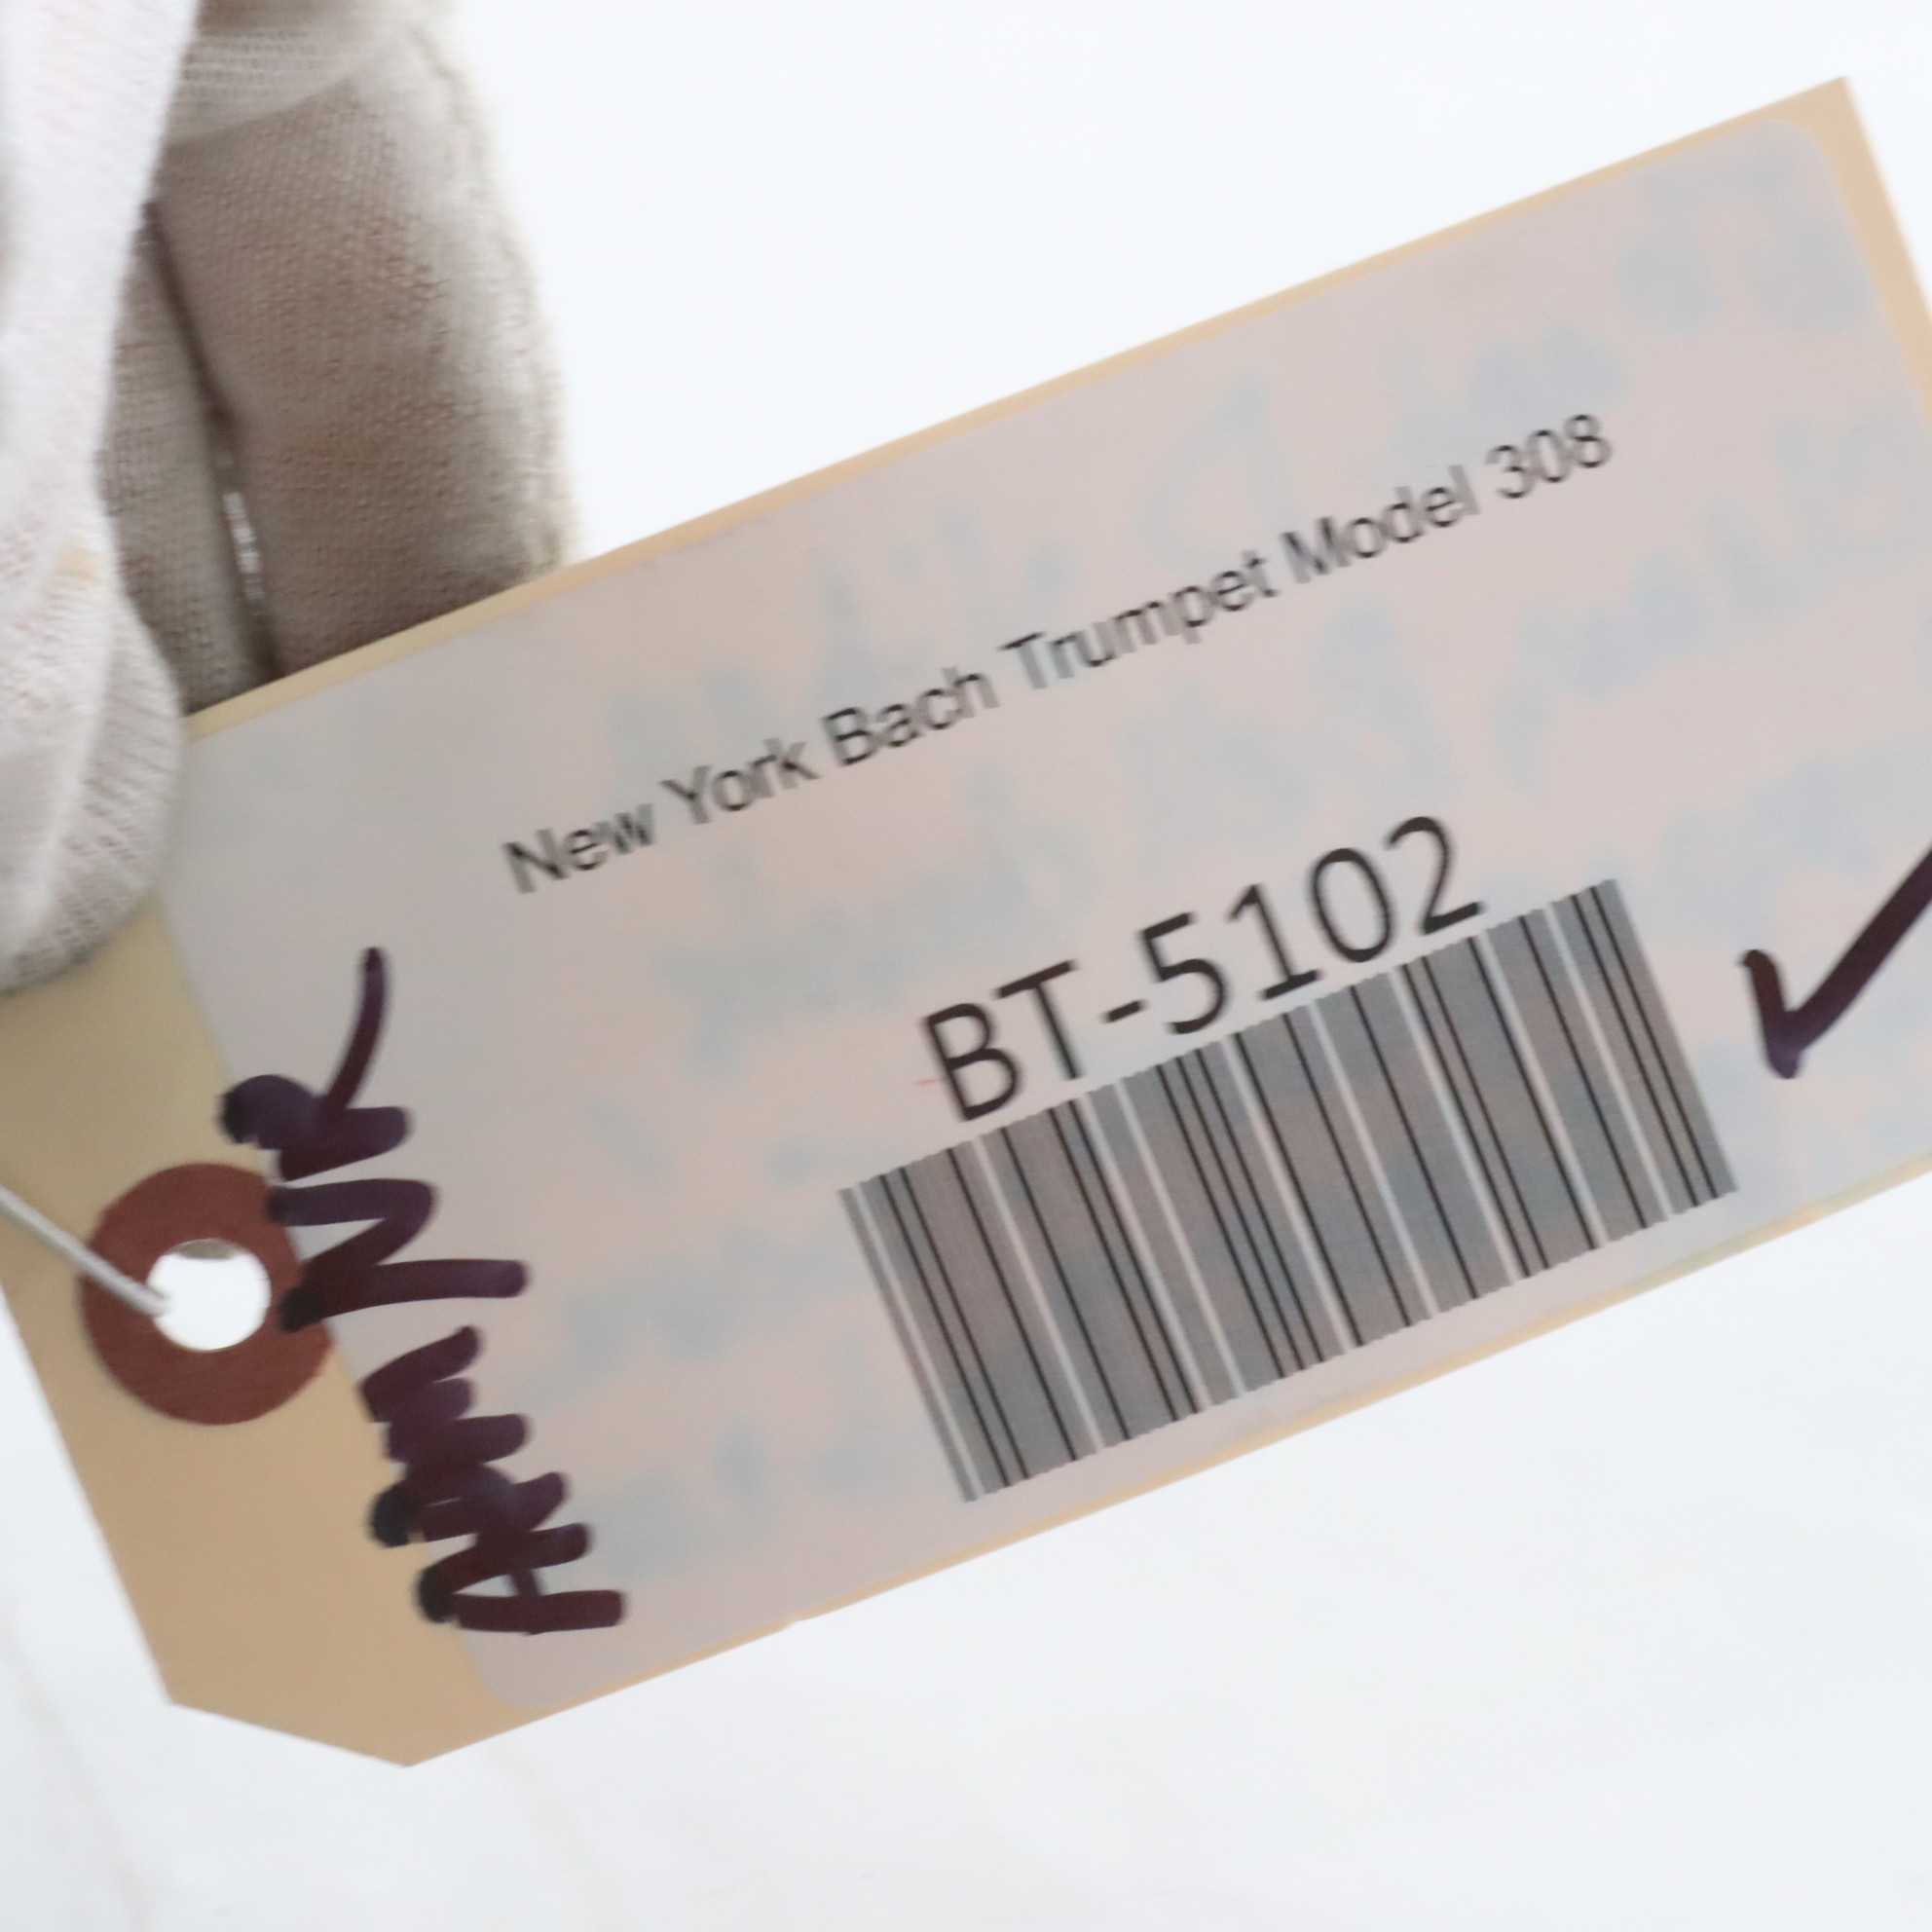 New York Bach Trumpet Model 308
BT-5102